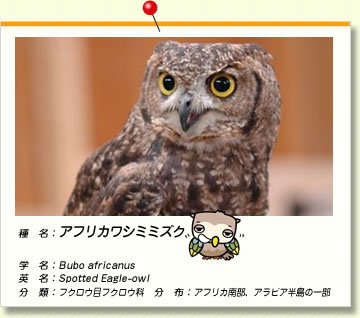 種　名：アフリカワシミミズク
学　名：Bubo africanus
英　名：Spotted Eagle-owl
分　類：フクロウ目フクロウ科　分　布：アフリカ南部、アラビア半島の一部